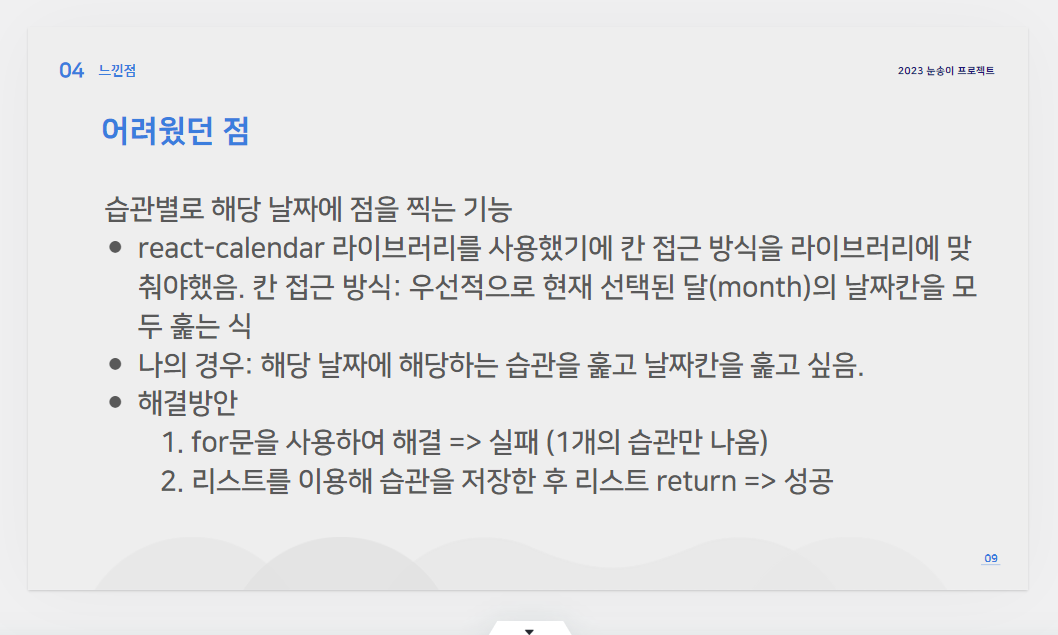 04 느낀점
2023 눈송이 프로젝트
어려웠던 점
습관별로 해당 날짜에 점을 찍는 기능
● react-calendar 라이브러리를 사용했기에 칸 접근 방식을 라이브러리에 맞
춰야했음. 칸 접근 방식: 우선적으로 현재 선택된 달(month)의 날짜칸을 모
두 훑는 식
● 나의 경우: 해당 날짜에 해당하는 습관을 훑고 날짜칸을 훑고 싶음.
● 해결방안
1. for문을 사용하여 해결 => 실패 (1개의 습관만 나옴)
2. 리스트를 이용해 습관을 저장한 후 리스트 return => 성공
09